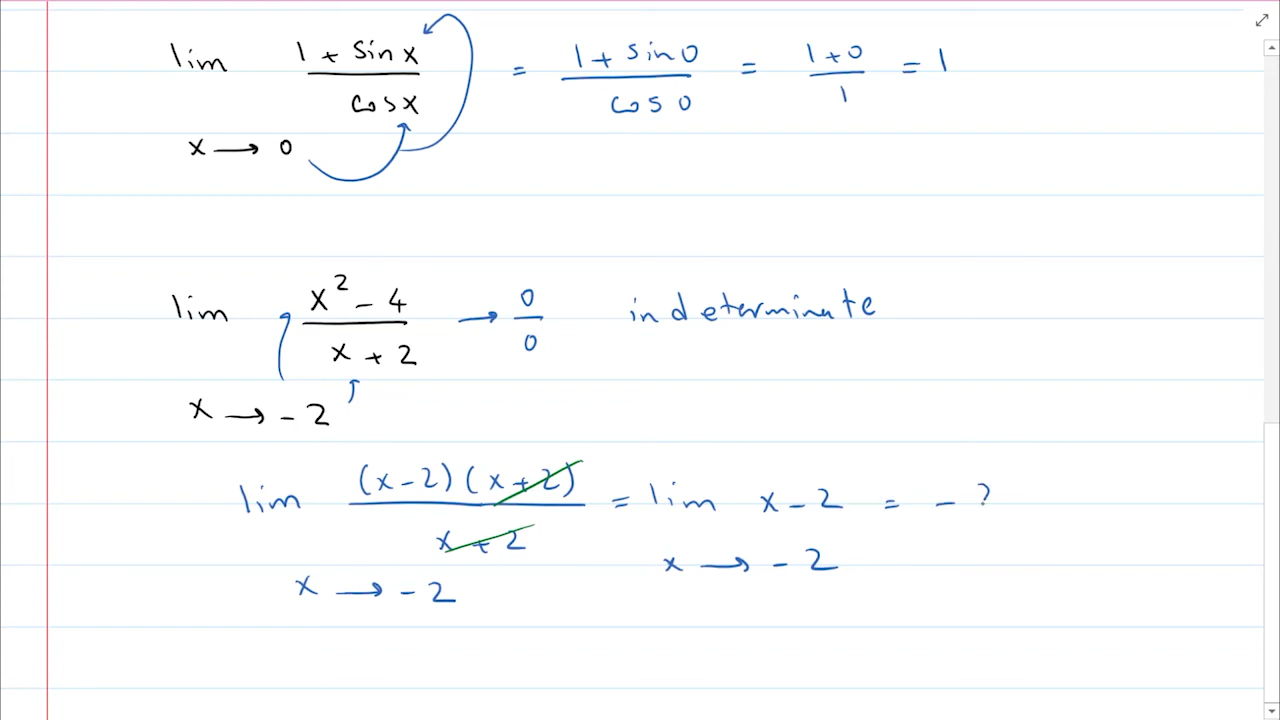 lim 1 + sin x / cos x = 1 + sin 0 / cos 0 = 1 + 0 / 1 = 1
x → 0
lim x² - 4 / x + 2 → 0 / 0 indeterminate
x → - 2
lim (x - 2) (x + 2) / x + 2 = lim x - 2 = - ?
x → - 2 x → - 2